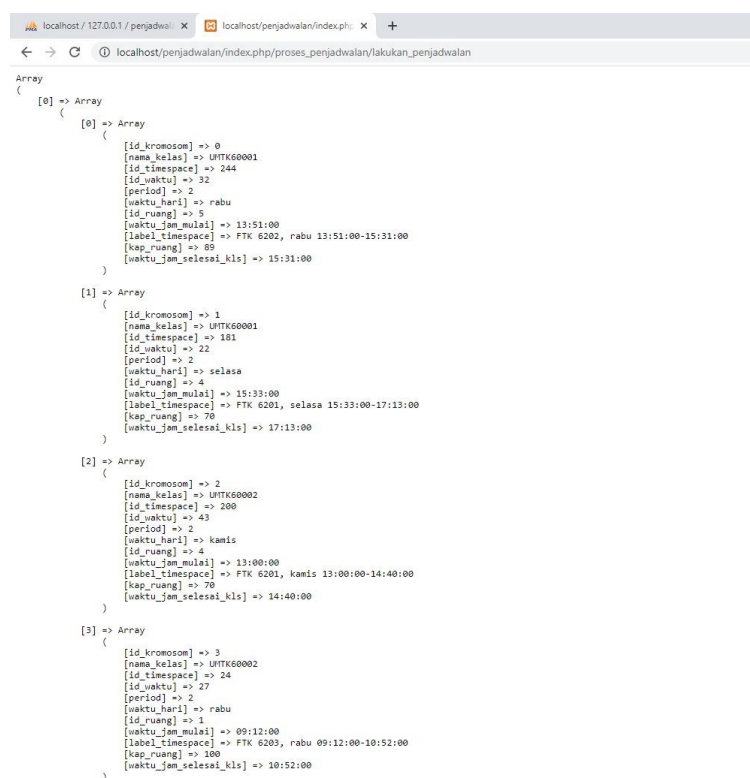 localhost / 127.0.0.1 / penjadwal
localhost/penjadwalan/index.php
localhost/penjadwalan/index.php/proses_penjadwalan/lakukan_penjadwalan
Array
(
[0] => Array
(
[0] => Array
(
[id_kromosom] => 0
[nama_kelas] => UMTK60001
[id_timespace] => 244
[id_waktu] => 32
[period] => 2
[waktu_hari] => rabu
[id_ruang] => 5
[waktu_jam_mulai] => 13:51:00
[label_timespace] => FTK 6202, rabu 13:51:00-15:31:00
[kap_ruang] => 89
[waktu_jam_selesai_kls] => 15:31:00
)
[1] => Array
(
[id_kromosom] => 1
[nama_kelas] => UMTK60001
[id_timespace] => 181
[id_waktu] => 22
[period] => 2
[waktu_hari] => selasa
[id_ruang] => 4
[waktu_jam_mulai] => 15:33:00
[label_timespace] => FTK 6201, selasa 15:33:00-17:13:00
[kap_ruang] => 70
[waktu_jam_selesai_kls] => 17:13:00
)
[2] => Array
(
[id_kromosom] => 2
[nama_kelas] => UMTK60002
[id_timespace] => 200
[id_waktu] => 43
[period] => 2
[waktu_hari] => kamis
[id_ruang] => 4
[waktu_jam_mulai] => 13:00:00
[label_timespace] => FTK 6201, kamis 13:00:00-14:40:00
[kap_ruang] => 70
[waktu_jam_selesai_kls] => 14:40:00
)
[3] => Array
(
[id_kromosom] => 3
[nama_kelas] => UMTK60002
[id_timespace] => 24
[id_waktu] => 27
[period] => 2
[waktu_hari] => rabu
[id_ruang] => 1
[waktu_jam_mulai] => 09:12:00
[label_timespace] => FTK 6203, rabu 09:12:00-10:52:00
[kap_ruang] => 100
[waktu_jam_selesai_kls] => 10:52:00
)